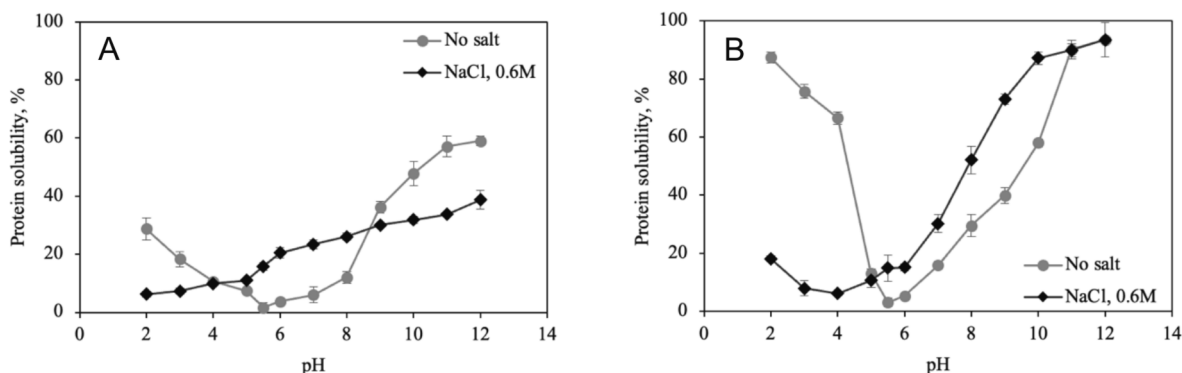 A
Protein solubility, %
100
80
60
40
20
0
No salt
NaCl, 0.6M
0 2 4 6 8 10 12 14
pH
B
Protein solubility, %
100
80
60
40
20
0
No salt
NaCl, 0.6M
0 2 4 6 8 10 12 14
pH